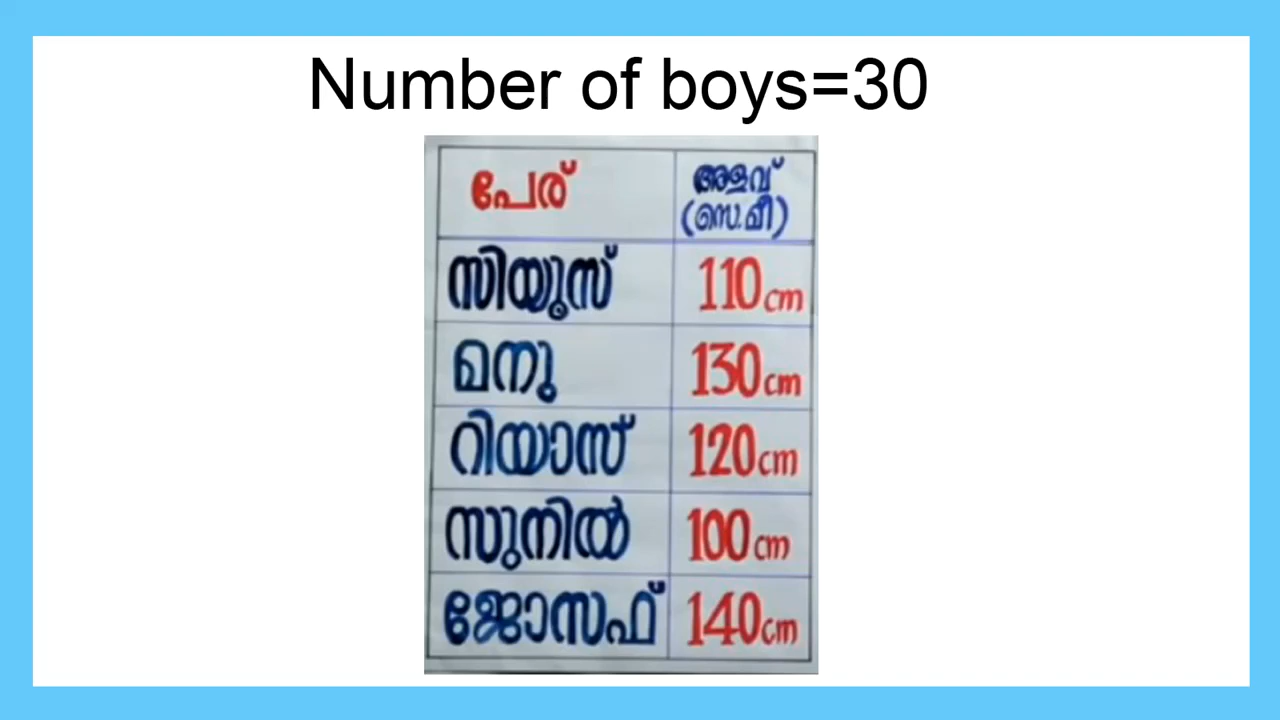 Number of boys=30
പേര് അളവ് (സെ.മീ)
സിയൂസ് 110cm
മനു 130cm
റിയാസ് 120cm
സുനിൽ 100cm
ജോസഫ് 140cm